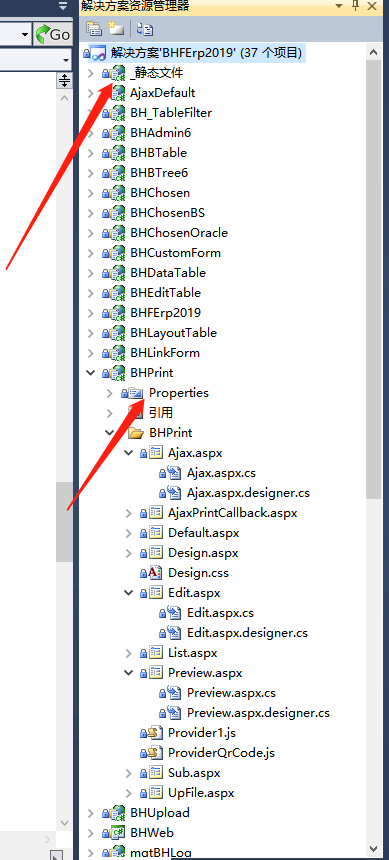 解决方案资源管理器
Go
解决方案'BHFErp2019' (37 个项目)
_静态文件
AjaxDefault
BH_TableFilter
BHAdmin6
BHBTable
BHBTree6
BHChosen
BHChosenBS
BHChosenOracle
BHCustomForm
BHDataTable
BHEditTable
BHFErp2019
BHLayoutTable
BHLinkForm
BHPrint
Properties
引用
BHPrint
Ajax.aspx
Ajax.aspx.cs
Ajax.aspx.designer.cs
AjaxPrintCallback.aspx
Default.aspx
Design.aspx
Design.css
Edit.aspx
Edit.aspx.cs
Edit.aspx.designer.cs
List.aspx
Preview.aspx
Preview.aspx.cs
Preview.aspx.designer.cs
Provider1.js
ProviderQrCode.js
Sub.aspx
UpFile.aspx
BHUpload
BHWeb
mgtBHLog